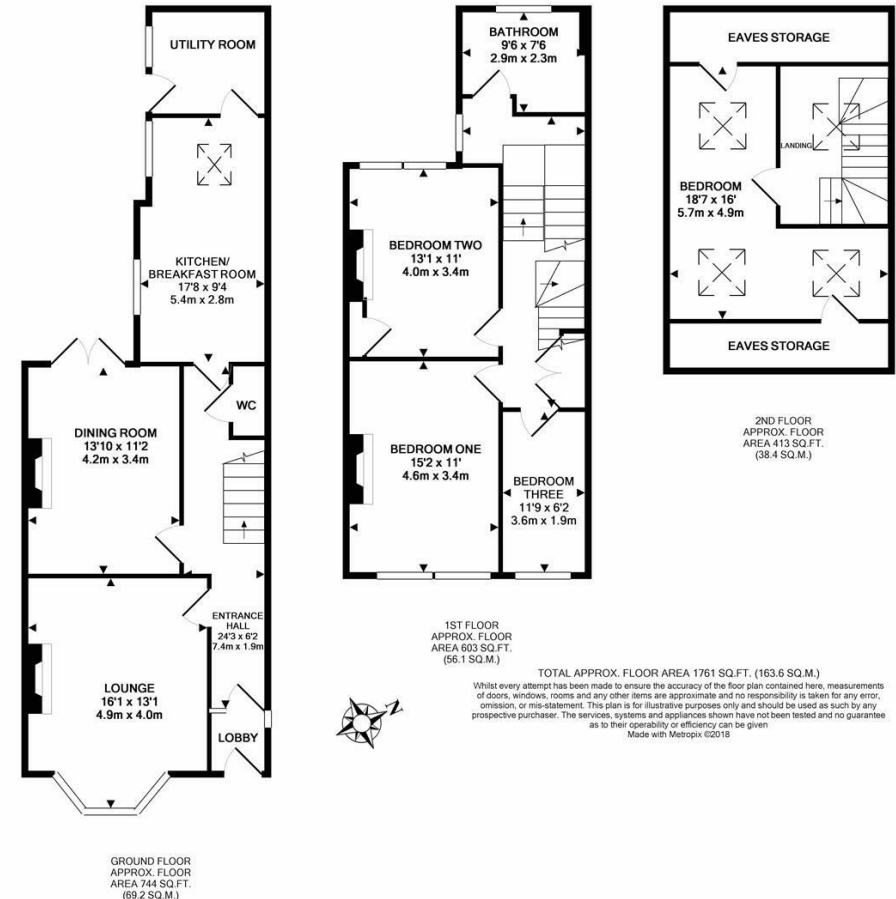 UTILITY ROOM
KITCHEN/
BREAKFAST ROOM
17'8 x 9'4
5.4m x 2.8m
WC
DINING ROOM
13'10 x 11'2
4.2m x 3.4m
ENTRANCE
HALL
24'3 x 6'2
7.4m x 1.9m
LOUNGE
16'1 x 13'1
4.9m x 4.0m
LOBBY
GROUND FLOOR
APPROX. FLOOR
AREA 744 SQ.FT.
(69.2 SQ.M.)
BATHROOM
9'6 x 7'6
2.9m x 2.3m
BEDROOM TWO
13'1 x 11'
4.0m x 3.4m
BEDROOM ONE
15'2 x 11'
4.6m x 3.4m
BEDROOM
THREE
11'9 x 6'2
3.6m x 1.9m
1ST FLOOR
APPROX. FLOOR
AREA 603 SQ.FT.
(56.1 SQ.M.)
EAVES STORAGE
LANDING
BEDROOM
18'7 x 16'
5.7m x 4.9m
EAVES STORAGE
2ND FLOOR
APPROX. FLOOR
AREA 413 SQ.FT.
(38.4 SQ.M.)
N
TOTAL APPROX. FLOOR AREA 1761 SQ.FT. (163.6 SQ.M.)
Whilst every attempt has been made to ensure the accuracy of the floor plan contained here, measurements
of doors, windows, rooms and any other items are approximate and no responsibility is taken for any error,
omission, or mis-statement. This plan is for illustrative purposes only and should be used as such by any
prospective purchaser. The services, systems and appliances shown have not been tested and no guarantee
as to their operability or efficiency can be given
Made with Metropix ©2018